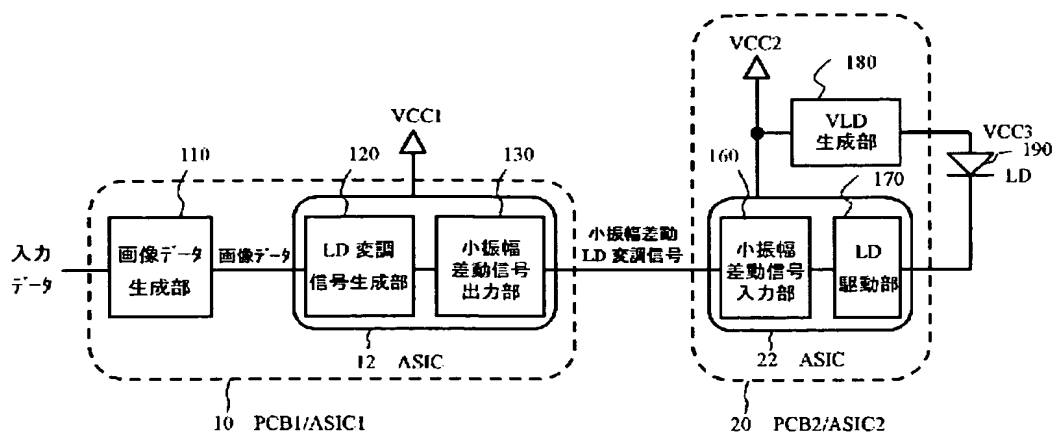 VCC2
180
VLD
生成部
VCC3
190
LD
VCC1
110
120
130
160
170
入力
データ
画像データ
生成部
画像データ
LD 変調
信号生成部
小振幅
差動信号
出力部
小振幅差動
LD 変調信号
小振幅
差動信号
入力部
LD
駆動部
12 ASIC
22 ASIC
10 PCB1/ASIC1
20 PCB2/ASIC2